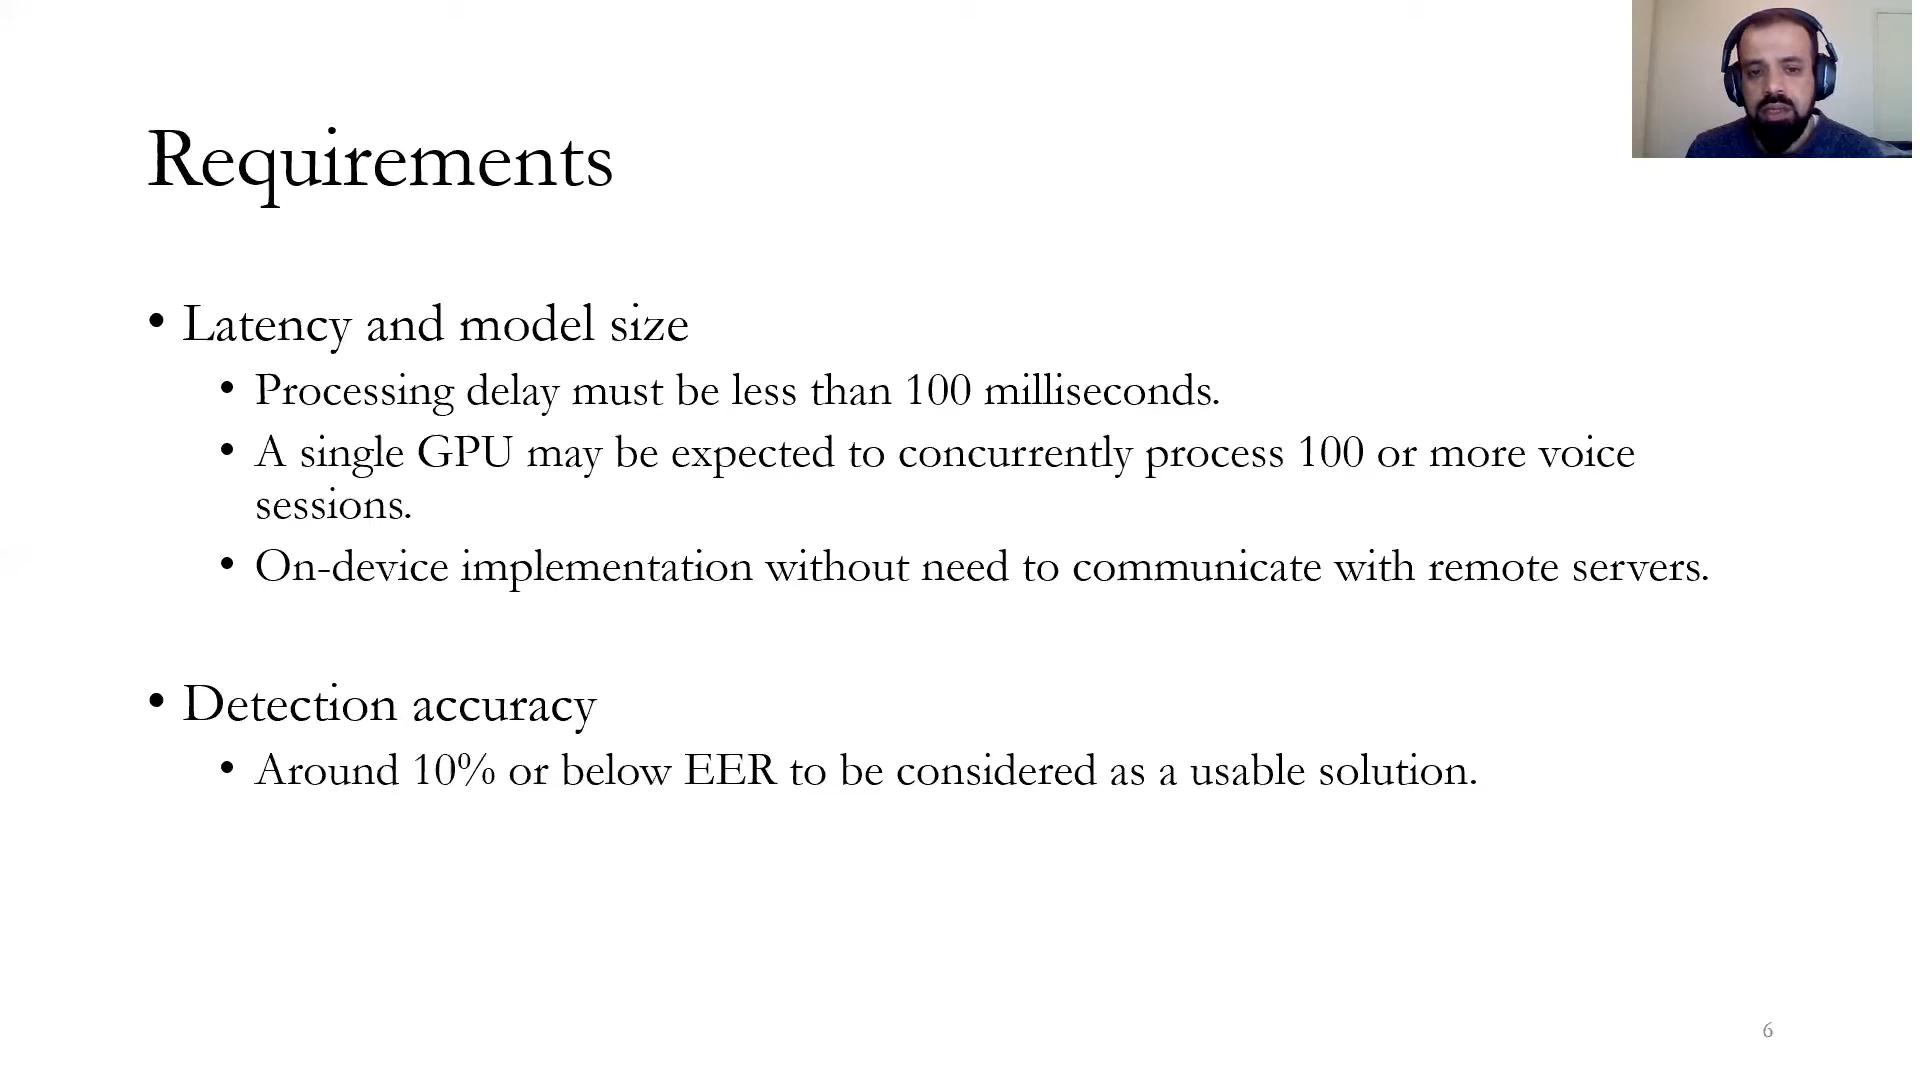 Requirements
• Latency and model size
• Processing delay must be less than 100 milliseconds.
• A single GPU may be expected to concurrently process 100 or more voice
sessions.
• On-device implementation without need to communicate with remote servers.
• Detection accuracy
• Around 10% or below EER to be considered as a usable solution.
6